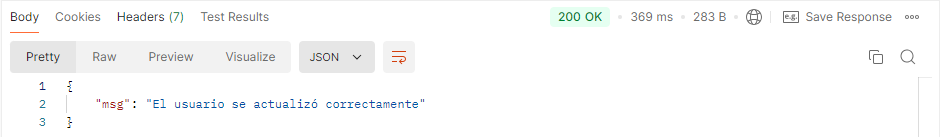 Body Cookies Headers (7) Test Results 200 OK • 369 ms • 283 B e.g. Save Response
Pretty Raw Preview Visualize JSON
1 {
2 "msg": "El usuario se actualizó correctamente"
3 }